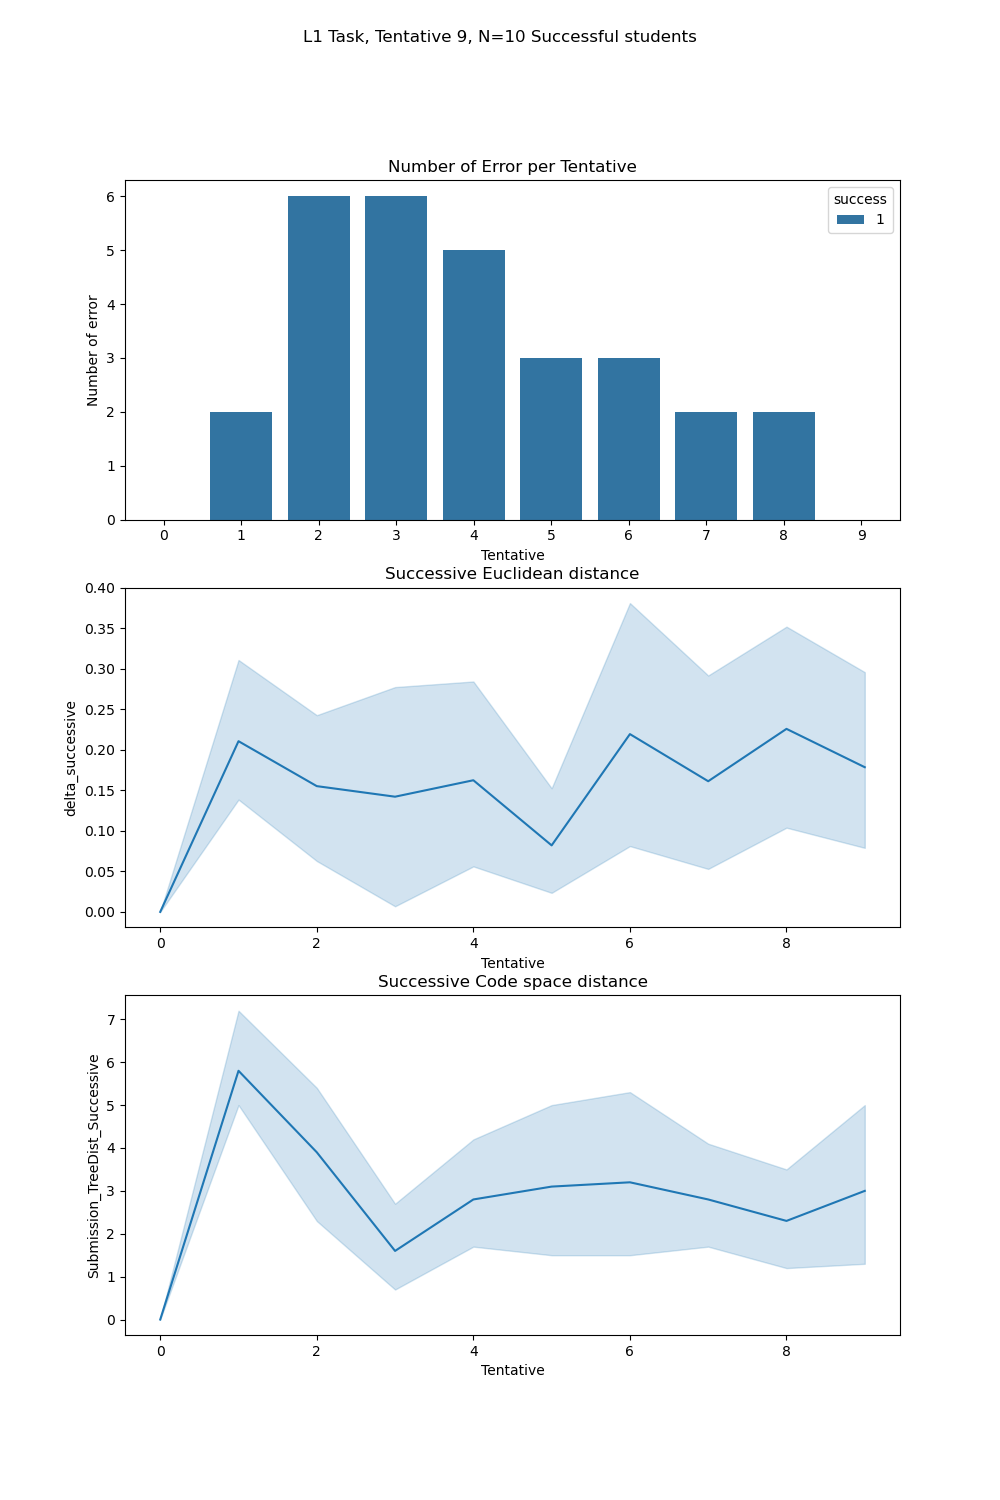 L1 Task, Tentative 9, N=10 Successful students
Number of Error per Tentative
success
1
6
5
4
3
2
1
0
Number of error
0 1 2 3 4 5 6 7 8 9
Tentative
Successive Euclidean distance
0.40
0.35
0.30
0.25
0.20
0.15
0.10
0.05
0.00
delta_successive
0 2 4 6 8
Tentative
Successive Code space distance
7
6
5
4
3
2
1
0
Submission_TreeDist_Successive
0 2 4 6 8
Tentative